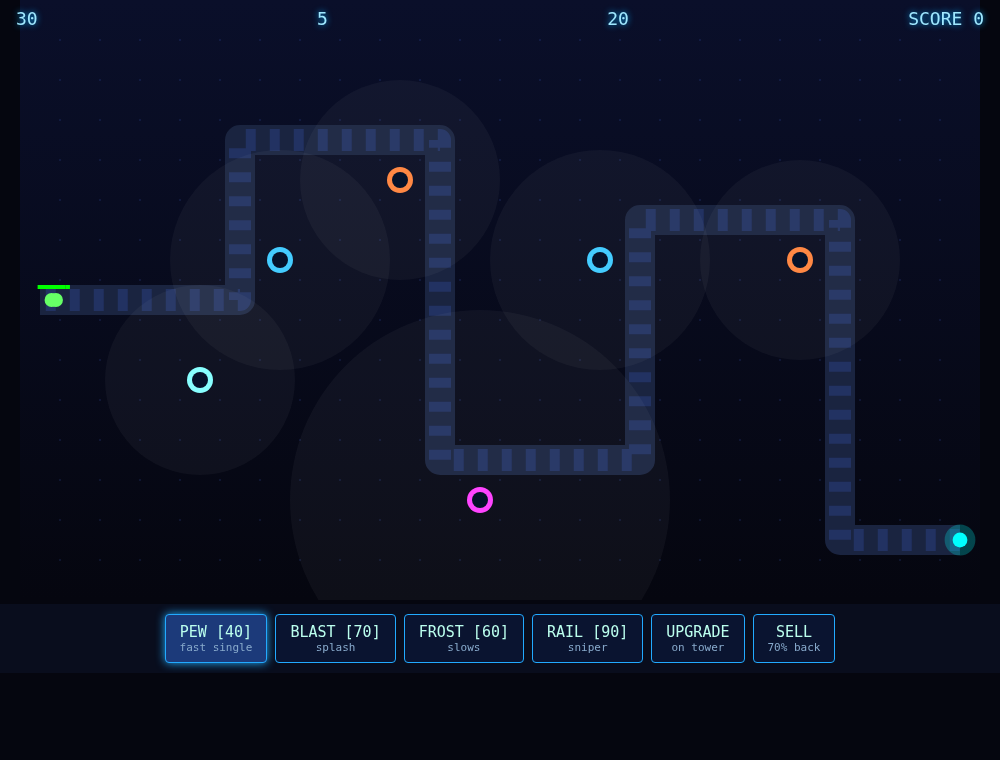 30 5 20 SCORE 0
PEW [40] BLAST [70] FROST [60] RAIL [90] UPGRADE SELL
fast single splash slows sniper on tower 70% back